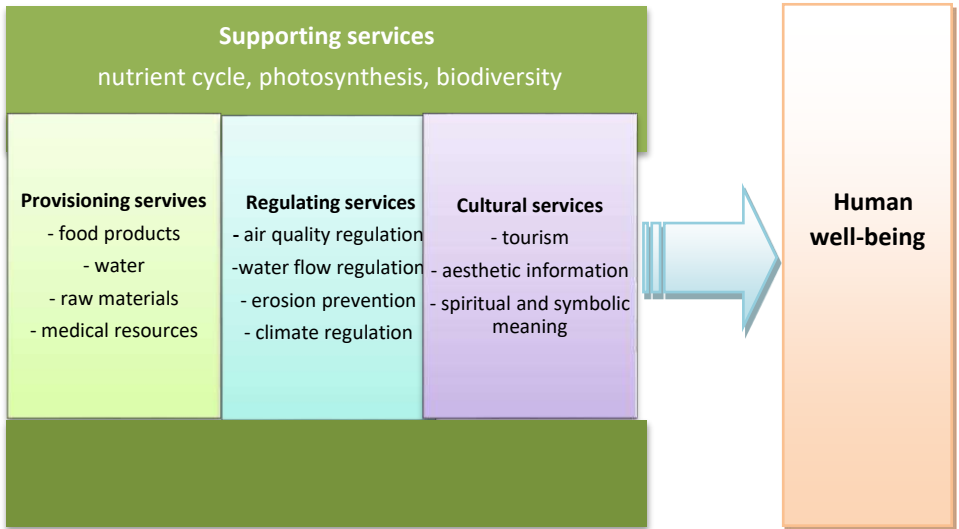 Supporting services
nutrient cycle, photosynthesis, biodiversity
Provisioning servives
- food products
- water
- raw materials
- medical resources
Regulating services
- air quality regulation
-water flow regulation
- erosion prevention
- climate regulation
Cultural services
- tourism
- aesthetic information
- spiritual and symbolic
meaning
Human
well-being